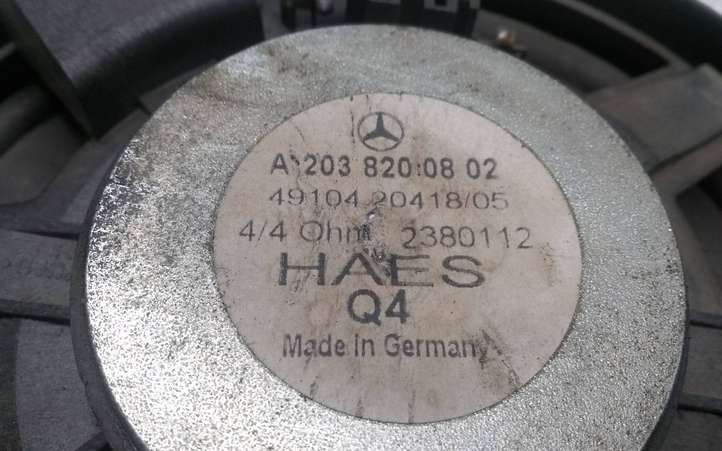 A 203 820 08 02
49104 20418/05
4/4 Ohm 2380112
HAES
Q4
Made in Germany